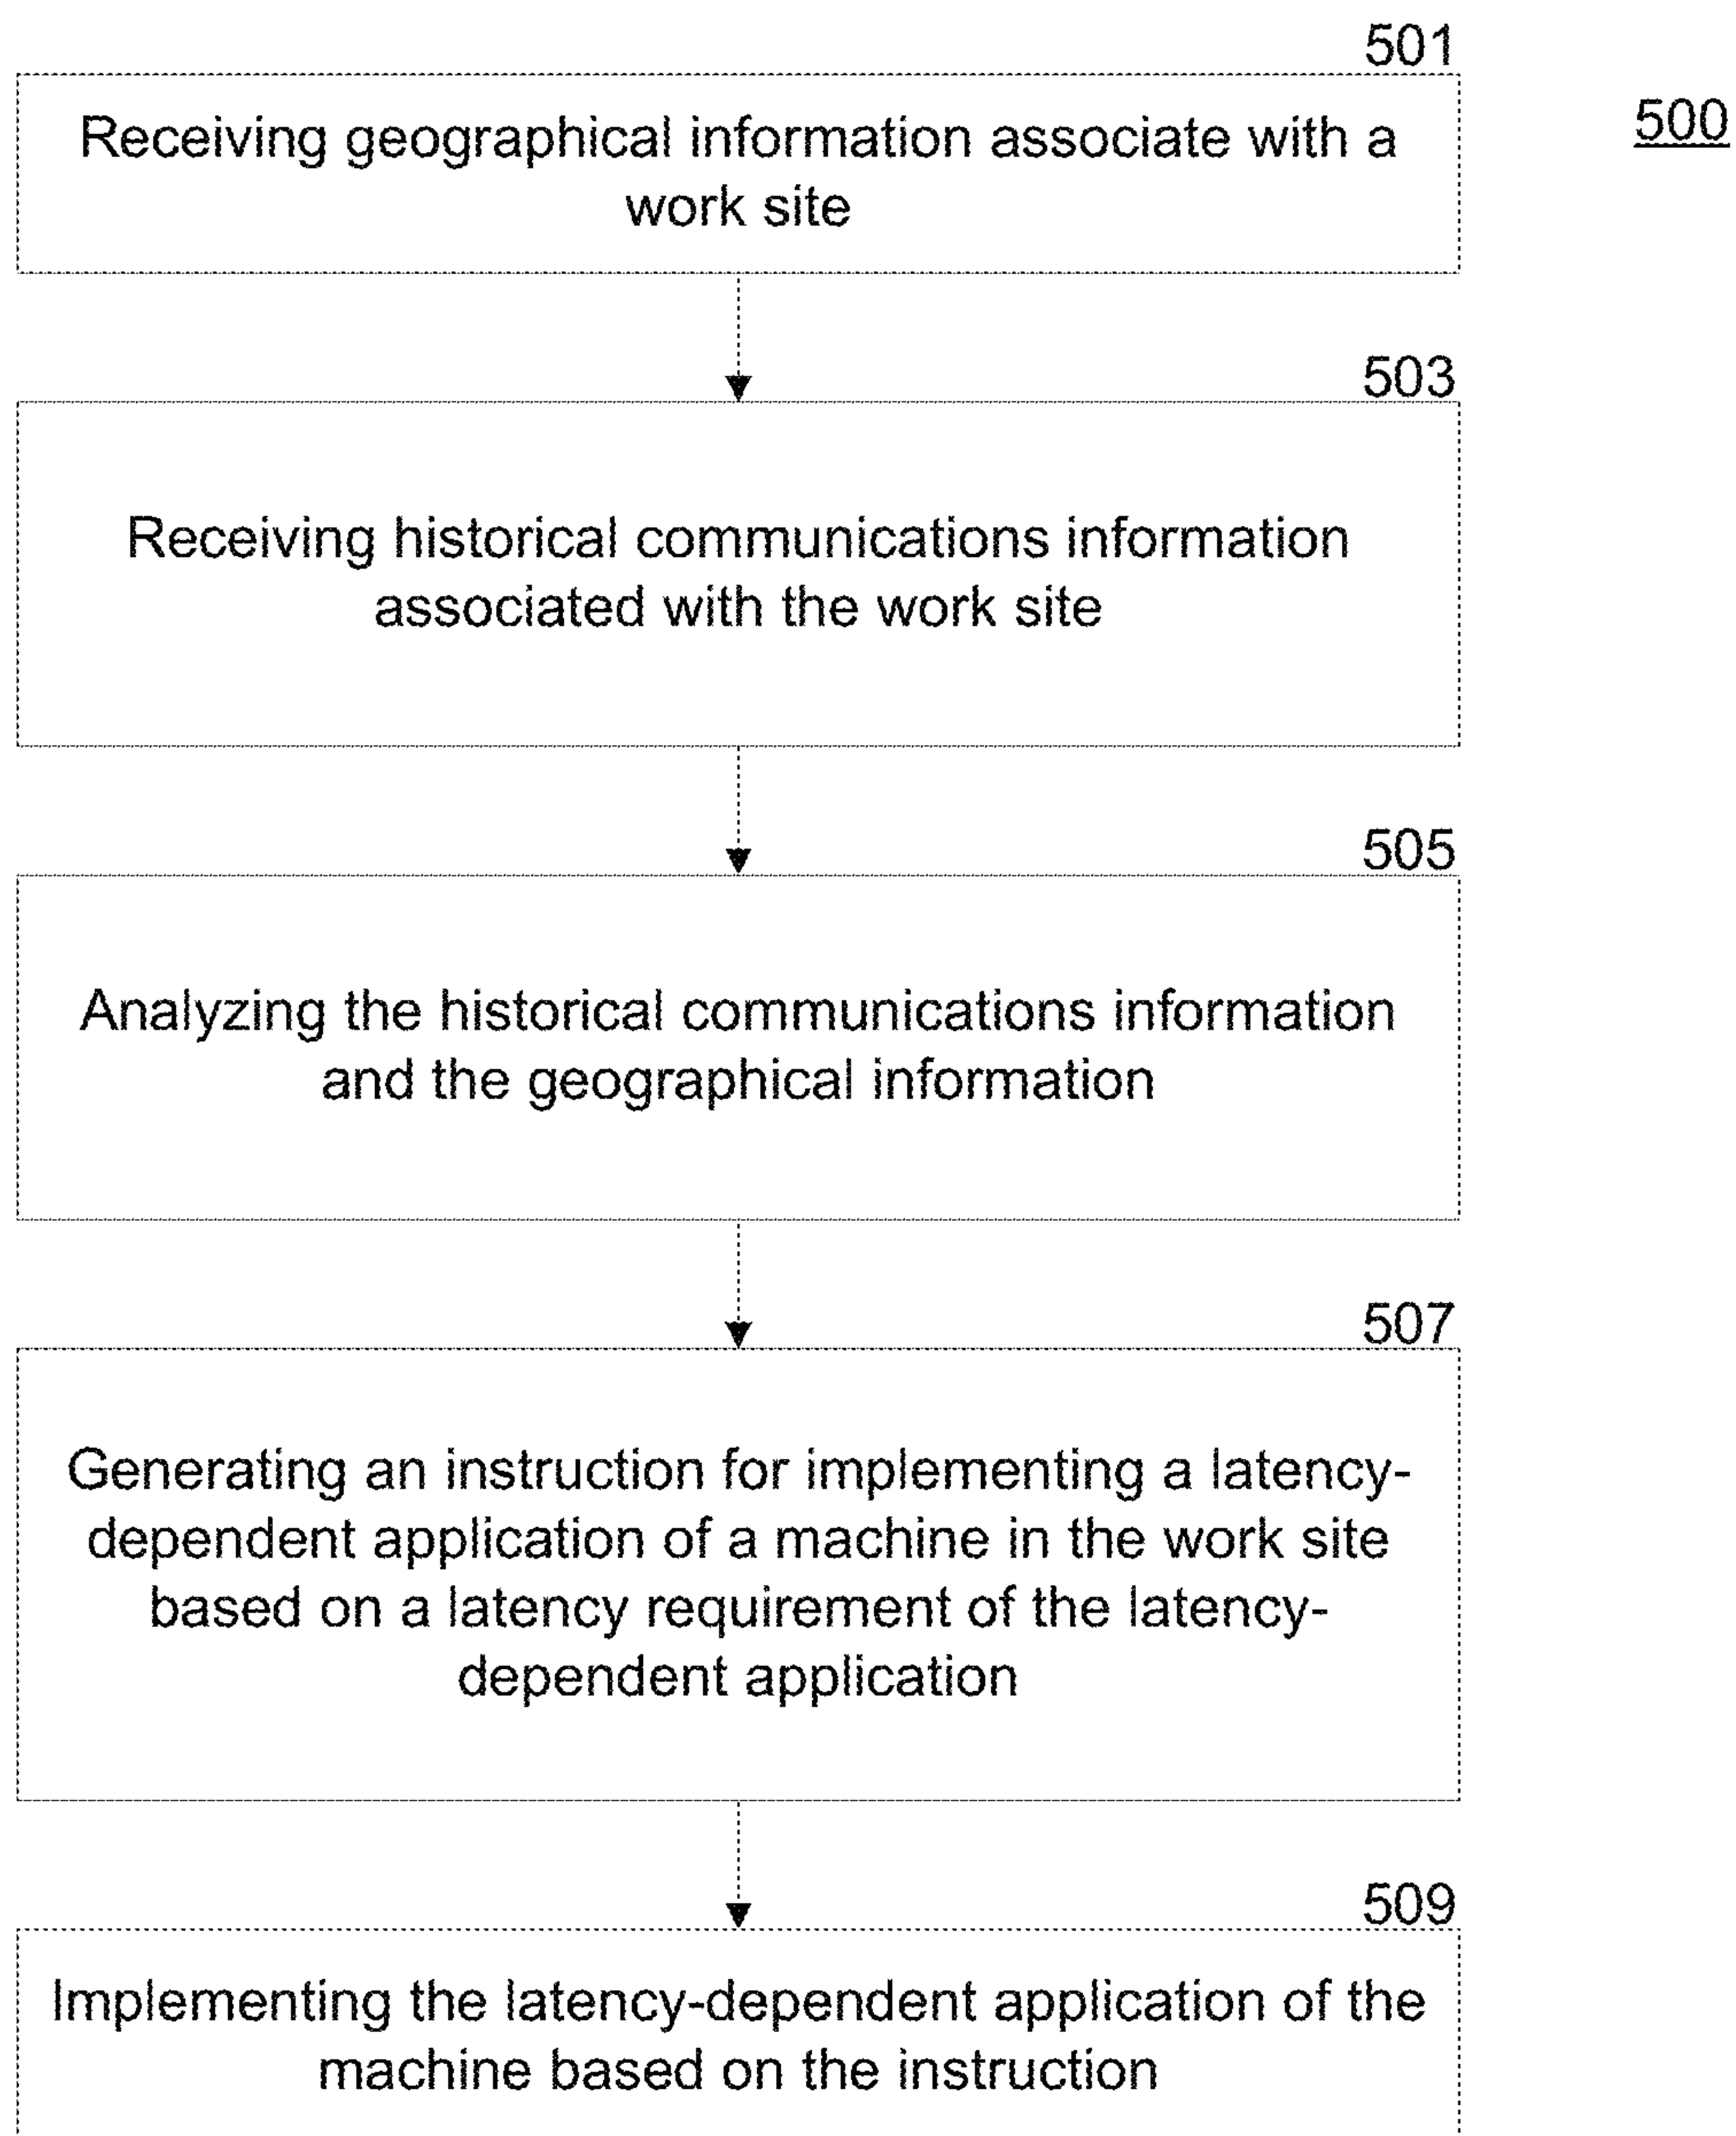 501
500
Receiving geographical information associate with a
work site
503
Receiving historical communications information
associated with the work site
505
Analyzing the historical communications information
and the geographical information
507
Generating an instruction for implementing a latency-
dependent application of a machine in the work site
based on a latency requirement of the latency-
dependent application
509
Implementing the latency-dependent application of the
machine based on the instruction